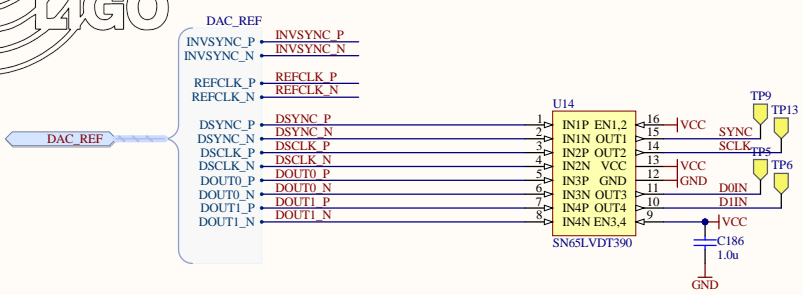 LIGO
DAC_REF
INVSYNC_P INVSYNC_P
INVSYNC_N INVSYNC_N
REFCLK_P REFCLK_P
REFCLK_N REFCLK_N
DAC_REF
DSYNC_P DSYNC_P
DSYNC_N DSYNC_N
DSCLK_P DSCLK_P
DSCLK_N DSCLK_N
DOUT0_P DOUT0_P
DOUT0_N DOUT0_N
DOUT1_P DOUT1_P
DOUT1_N DOUT1_N
U14
1 IN1P EN1,2 16 VCC
2 IN1N OUT1 15 SYNC
3 IN2P OUT2 14 SCLK
4 IN2N VCC 13 VCC
5 IN3P GND 12 GND
6 IN3N OUT3 11 D0IN
7 IN4P OUT4 10 D1IN
8 IN4N EN3,4 9 VCC
SN65LVDT390
TP9
TP13
TP5
TP6
C186
1.0u
GND